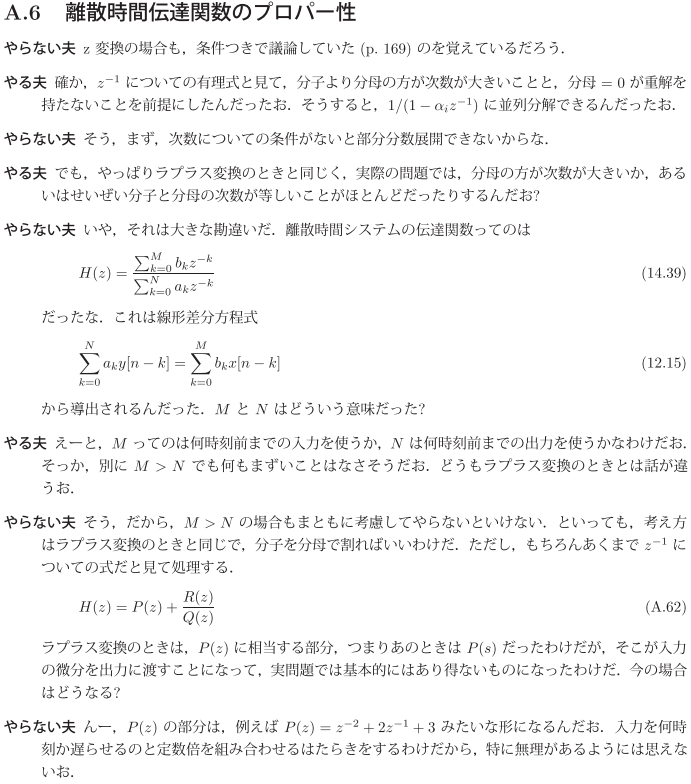 A.6 離散時間伝達関数のプロパー性
やらない夫 z 変換の場合も，条件つきで議論していた (p. 169) のを覚えているだろう．
やる夫 確か，z⁻¹ についての有理式と見て，分子より分母の方が次数が大きいことと，分母 = 0 が重解を
持たないことを前提にしたんだったお．そうすると，1/(1 − αᵢz⁻¹) に並列分解できるんだったお．
やらない夫 そう，まず，次数についての条件がないと部分分数展開できないからな．
やる夫 でも，やっぱりラプラス変換のときと同じく，実際の問題では，分母の方が次数が大きいか，ある
いはせいぜい分子と分母の次数が等しいことがほとんどだったりするんだお?
やらない夫 いや，それは大きな勘違いだ．離散時間システムの伝達関数ってのは
H(z) = \frac{\sum_{k=0}^{M} b_k z^{-k}}{\sum_{k=0}^{N} a_k z^{-k}} (14.39)
だったな．これは線形差分方程式
\sum_{k=0}^{N} a_k y[n − k] = \sum_{k=0}^{M} b_k x[n − k] (12.15)
から導出されるんだった．M と N はどういう意味だった?
やる夫 えーと，M ってのは何時刻前までの入力を使うか，N は何時刻前までの出力を使うかなわけだお．
そっか，別に M > N でも何もまずいことはなさそうだお．どうもラプラス変換のときとは話が違
うお．
やらない夫 そう，だから，M > N の場合もまともに考慮してやらないといけない．といっても，考え方
はラプラス変換のときと同じで，分子を分母で割ればいいわけだ．ただし，もちろんあくまで z⁻¹ に
ついての式だと見て処理する．
H(z) = P(z) + \frac{R(z)}{Q(z)} (A.62)
ラプラス変換のときは，P(z) に相当する部分，つまりあのときは P(s) だったわけだが，そこが入力
の微分を出力に渡すことになって，実問題では基本的にはあり得ないものになったわけだ．今の場合
はどうなる?
やらない夫 んー，P(z) の部分は，例えば P(z) = z⁻² + 2z⁻¹ + 3 みたいな形になるんだお．入力を何時
刻か遅らせるのと定数倍を組み合わせるはたらきをするわけだから，特に無理があるようには思えな
いお．